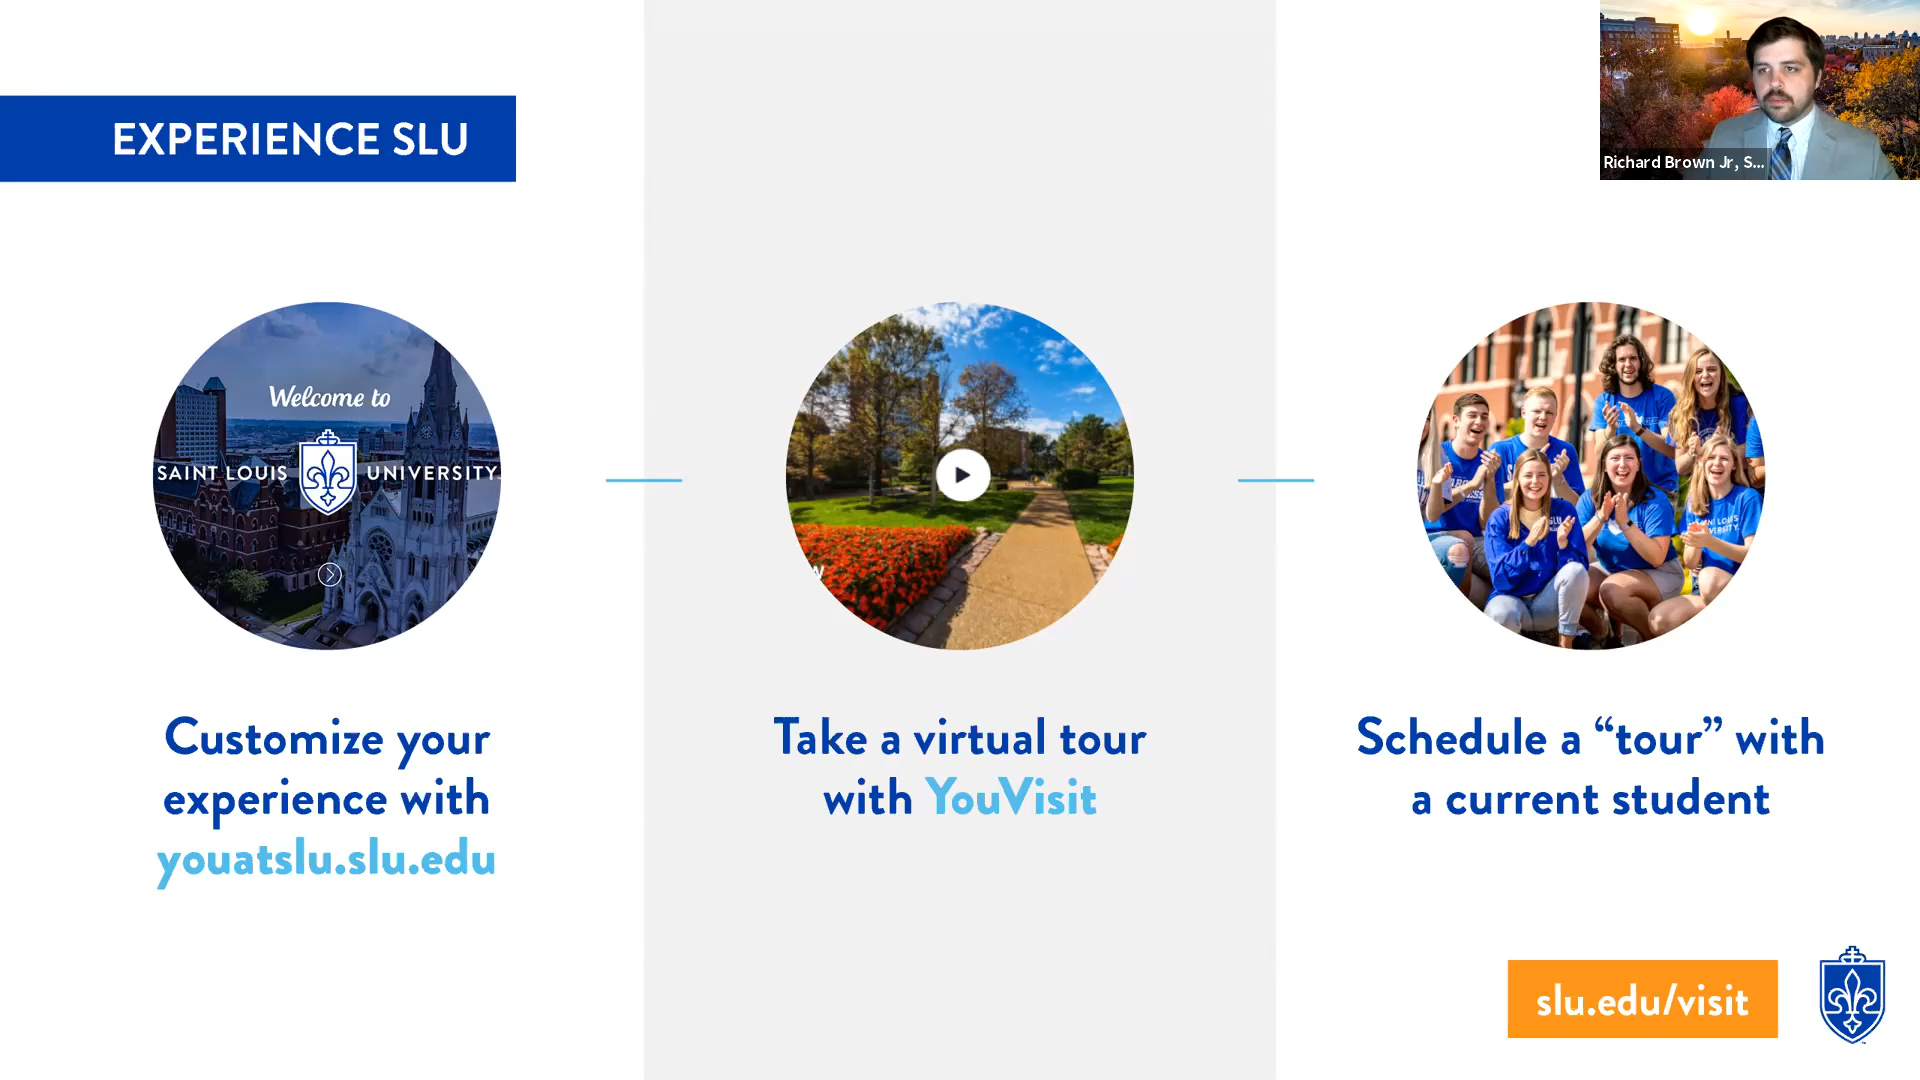 EXPERIENCE SLU
Richard Brown Jr, S...
Welcome to
SAINT LOUIS UNIVERSITY
Customize your
experience with
youatslu.slu.edu
Take a virtual tour
with YouVisit
Schedule a “tour” with
a current student
slu.edu/visit